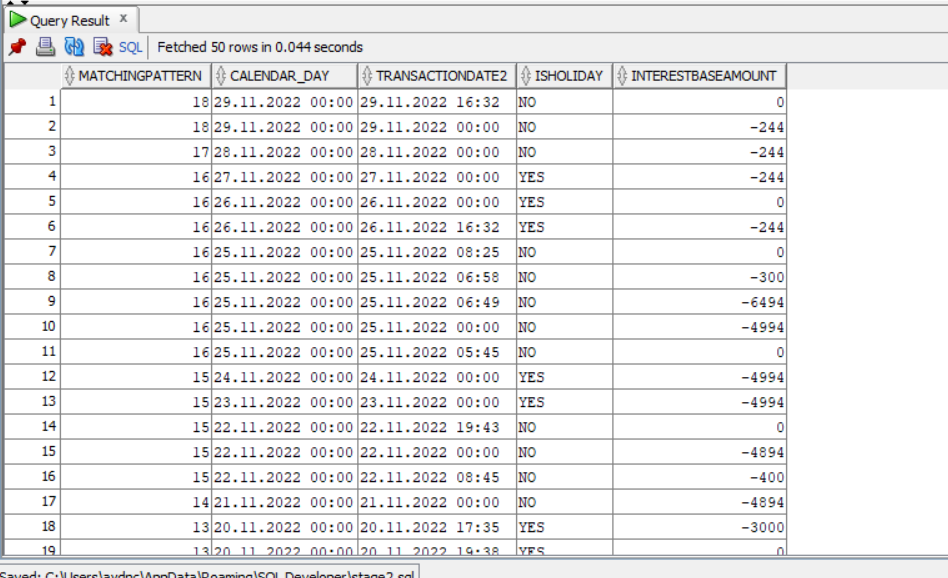 Query Result x
SQL Fetched 50 rows in 0.044 seconds
MATCHINGPATTERN CALENDAR_DAY TRANSACTIONDATE2 ISHOLIDAY INTERESTBASEAMOUNT
1 18 29.11.2022 00:00 29.11.2022 16:32 NO 0
2 18 29.11.2022 00:00 29.11.2022 00:00 NO -244
3 17 28.11.2022 00:00 28.11.2022 00:00 NO -244
4 16 27.11.2022 00:00 27.11.2022 00:00 YES -244
5 16 26.11.2022 00:00 26.11.2022 00:00 YES 0
6 16 26.11.2022 00:00 26.11.2022 16:32 YES -244
7 16 25.11.2022 00:00 25.11.2022 08:25 NO 0
8 16 25.11.2022 00:00 25.11.2022 06:58 NO -300
9 16 25.11.2022 00:00 25.11.2022 06:49 NO -6494
10 16 25.11.2022 00:00 25.11.2022 00:00 NO -4994
11 16 25.11.2022 00:00 25.11.2022 05:45 NO 0
12 15 24.11.2022 00:00 24.11.2022 00:00 YES -4994
13 15 23.11.2022 00:00 23.11.2022 00:00 YES -4994
14 15 22.11.2022 00:00 22.11.2022 19:43 NO 0
15 15 22.11.2022 00:00 22.11.2022 00:00 NO -4894
16 15 22.11.2022 00:00 22.11.2022 08:45 NO -400
17 14 21.11.2022 00:00 21.11.2022 00:00 NO -4894
18 13 20.11.2022 00:00 20.11.2022 17:35 YES -3000
19 13 20.11.2022 00:00 20.11.2022 19:38 YES 0
Saved: C:\Users\aydnc\AppData\Roaming\SQL Developer\stage2.sql